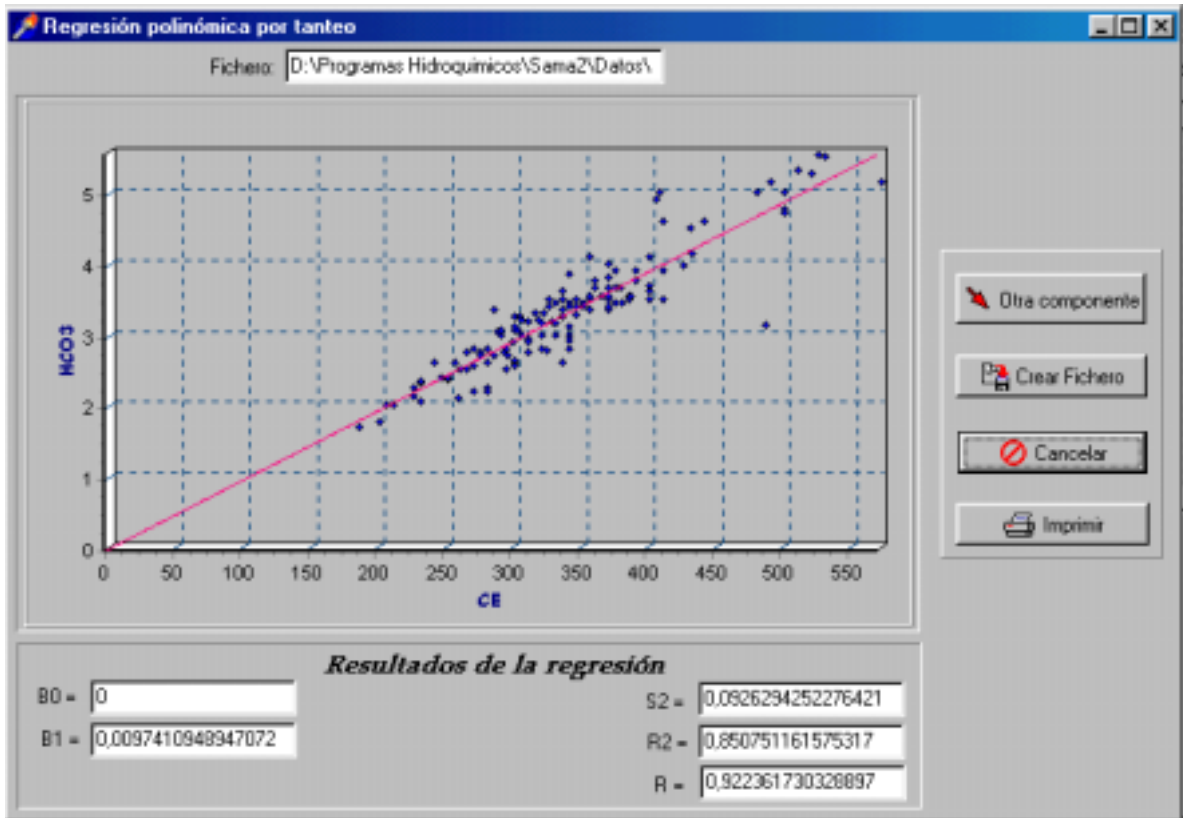 Regresión polinómica por tanteo
Fichero: D:\Programas Hidroquimicos\Sama2\Datos\
HCO3
5
4
3
2
1
0
0 50 100 150 200 250 300 350 400 450 500 550
CE
Otra componente
Crear Fichero
Cancelar
Imprimir
Resultados de la regresión
B0 = 0
B1 = 0,0097410948947072
S2 = 0,0926294252276421
R2 = 0,850751161575317
R = 0,922361730328897